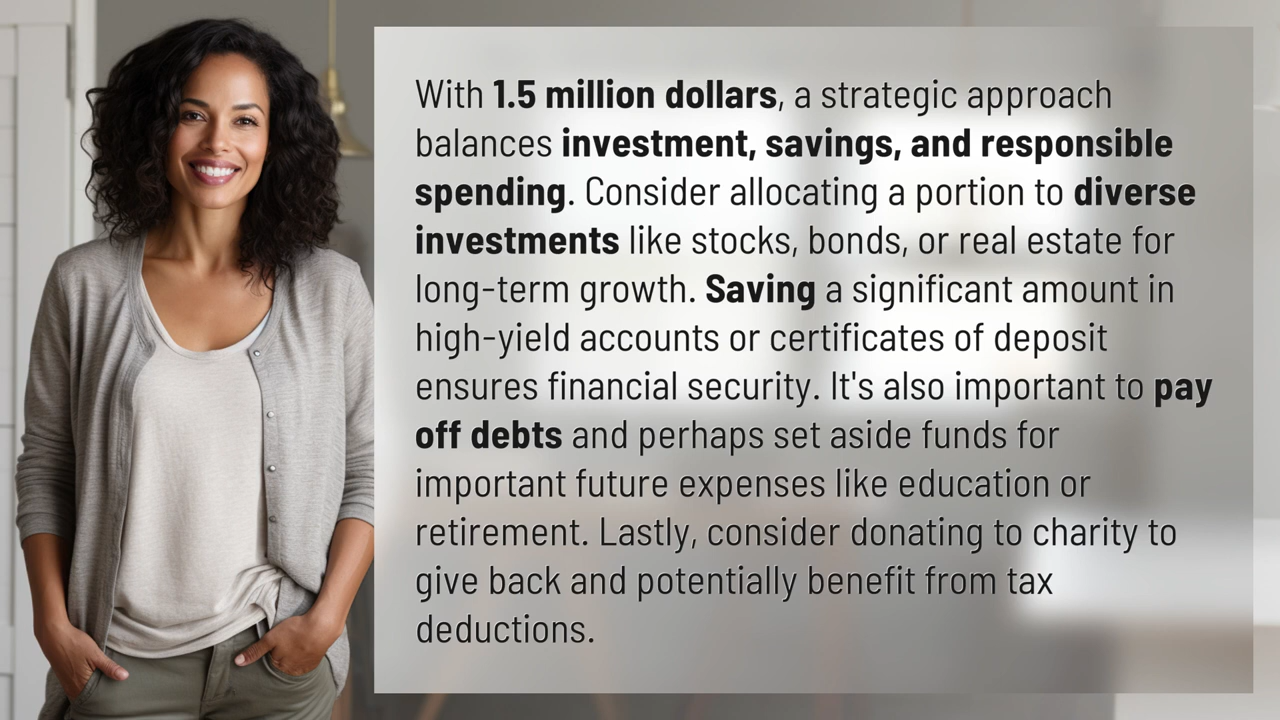 With 1.5 million dollars, a strategic approach
balances investment, savings, and responsible
spending. Consider allocating a portion to diverse
investments like stocks, bonds, or real estate for
long-term growth. Saving a significant amount in
high-yield accounts or certificates of deposit
ensures financial security. It's also important to pay
off debts and perhaps set aside funds for
important future expenses like education or
retirement. Lastly, consider donating to charity to
give back and potentially benefit from tax
deductions.